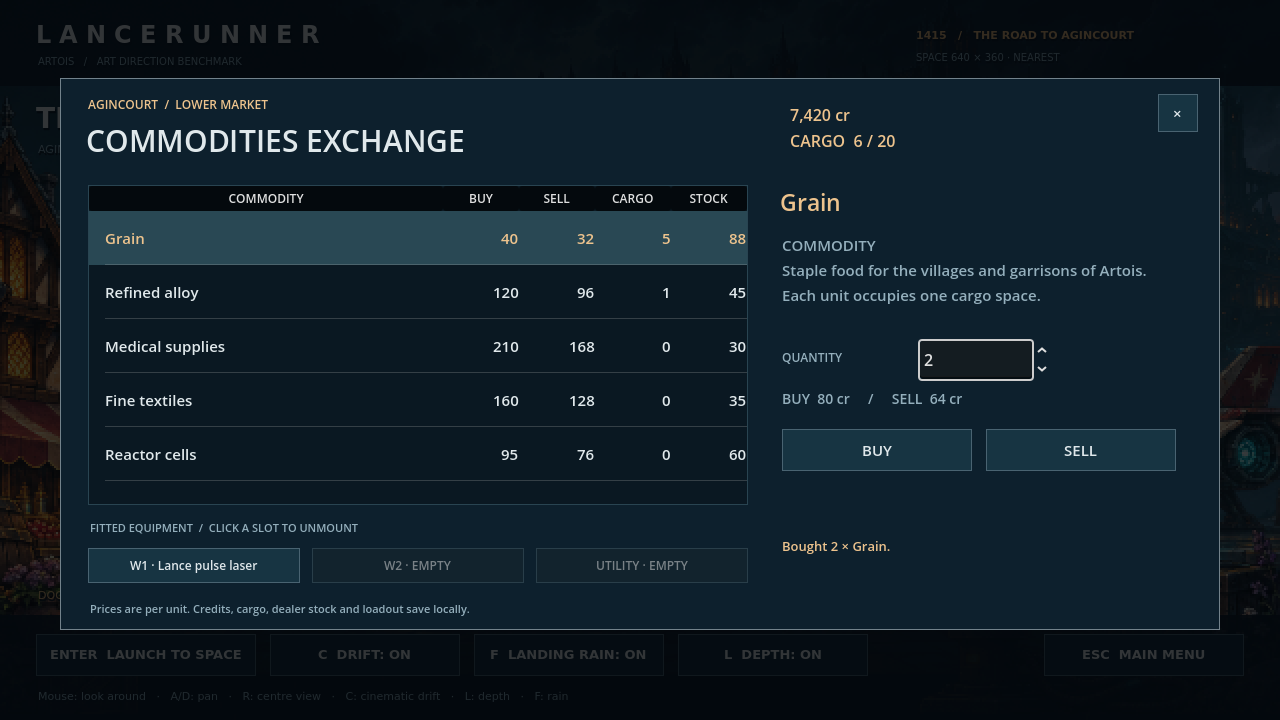 LANCERUNNER
ARTOIS / ART DIRECTION BENCHMARK
1415 / THE ROAD TO AGINCOURT
SPACE 640 × 360 · NEAREST
AGINCOURT / LOWER MARKET
COMMODITIES EXCHANGE
7,420 cr
CARGO 6 / 20
×
COMMODITY BUY SELL CARGO STOCK
Grain 40 32 5 88
Refined alloy 120 96 1 45
Medical supplies 210 168 0 30
Fine textiles 160 128 0 35
Reactor cells 95 76 0 60
Grain
COMMODITY
Staple food for the villages and garrisons of Artois.
Each unit occupies one cargo space.
QUANTITY 2
BUY 80 cr / SELL 64 cr
BUY SELL
Bought 2 × Grain.
FITTED EQUIPMENT / CLICK A SLOT TO UNMOUNT
W1 · Lance pulse laser W2 · EMPTY UTILITY · EMPTY
Prices are per unit. Credits, cargo, dealer stock and loadout save locally.
ENTER LAUNCH TO SPACE C DRIFT: ON F LANDING RAIN: ON L DEPTH: ON ESC MAIN MENU
Mouse: look around · A/D: pan · R: centre view · C: cinematic drift · L: depth · F: rain